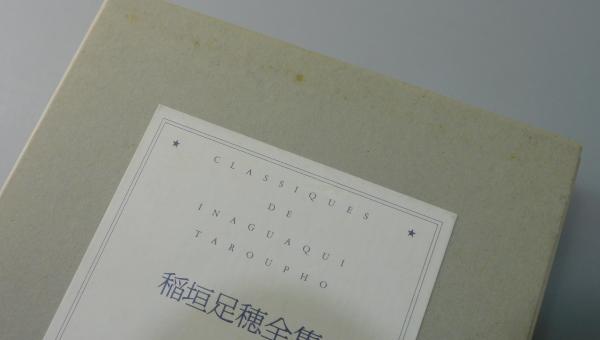 CLASSIQUES
DE
INAGUAQUI
TAROUPHO
稲垣足穂全集